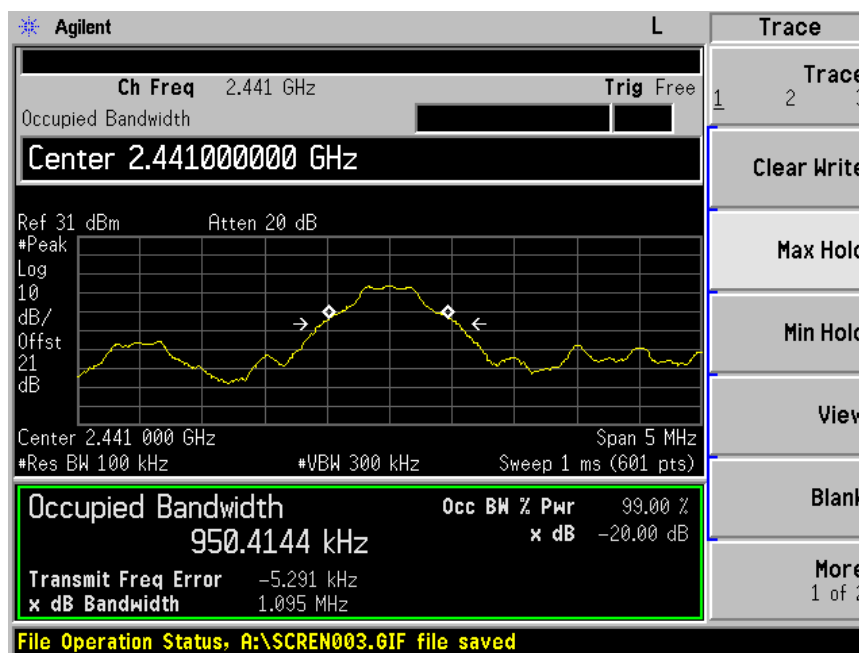 Agilent L Trace
Ch Freq 2.441 GHz Trig Free
Occupied Bandwidth
Center 2.441000000 GHz
Ref 31 dBm Atten 20 dB
#Peak
Log
10
dB/
Offst
21
dB
Center 2.441 000 GHz Span 5 MHz
#Res BW 100 kHz #VBW 300 kHz Sweep 1 ms (601 pts)
Occupied Bandwidth
950.4144 kHz
Occ BW % Pwr 99.00 %
x dB -20.00 dB
Transmit Freq Error -5.291 kHz
x dB Bandwidth 1.095 MHz
File Operation Status, A:\SCREN003.GIF file saved
Trace
1 2
Clear Write
Max Hold
Min Hold
View
Blank
More
1 of